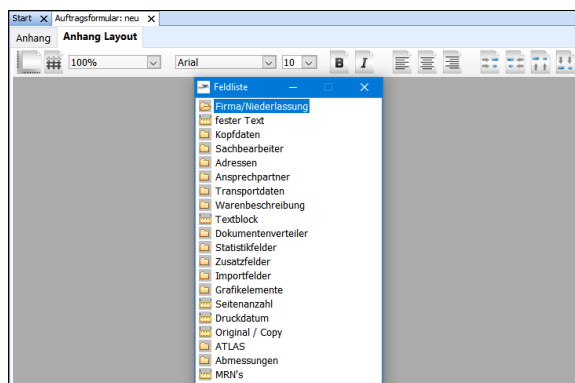 Start Auftragsformular: neu
Anhang Anhang Layout
100% Arial 10 B I
Feldliste
Firma/Niederlassung
fester Text
Kopfdaten
Sachbearbeiter
Adressen
Ansprechpartner
Transportdaten
Warenbeschreibung
Textblock
Dokumentenverteiler
Statistikfelder
Zusatzfelder
Importfelder
Grafikelemente
Seitenanzahl
Druckdatum
Original / Copy
ATLAS
Abmessungen
MRN's